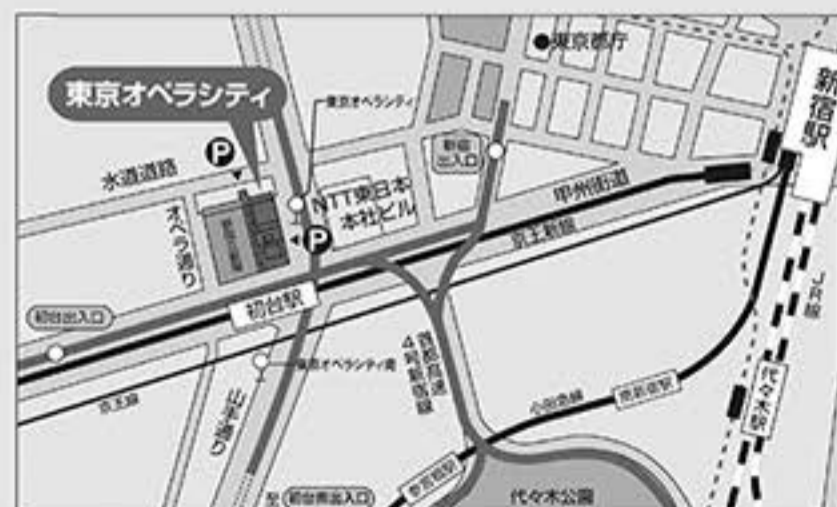 東京都庁
新宿駅
東京オペラシティ
東京オペラシティ
P
水道道路
新宿
出入口
NTT東日本
本社ビル
甲州街道
オペラ通り
P
京王新線
初台駅
初台出入口
JR線
東京オペラシティ南
首都高速
4号新宿線
京王線
山手通り
小田急線
南新宿駅
代々木駅
参宮橋駅
至 初台南出入口
代々木公園